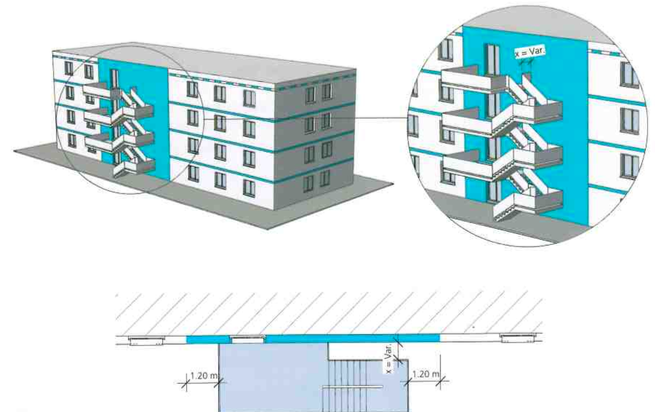 x = Var.
x = Var.
1.20 m
1.20 m